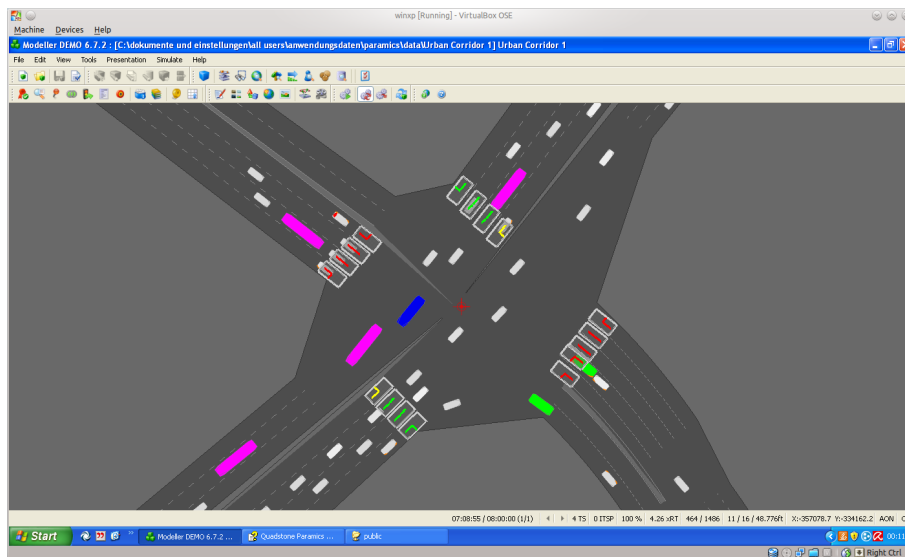 winxp [Running] - VirtualBox OSE
Machine Devices Help
Modeller DEMO 6.7.2 : [C:\dokumente und einstellungen\all users\anwendungsdaten\paramics\data\Urban Corridor 1] Urban Corridor 1
File Edit View Tools Presentation Simulate Help
07:08:55 / 08:00:00 (1/1) 4 TS 0 ITSP 100 % 4.26 xRT 464 / 1486 11 / 16 / 48.776ft X:-357078.7 Y:-334162.2 AON
Start Modeller DEMO 6.7.2 ... Quadstone Paramics ... public 00:11
Right Ctrl